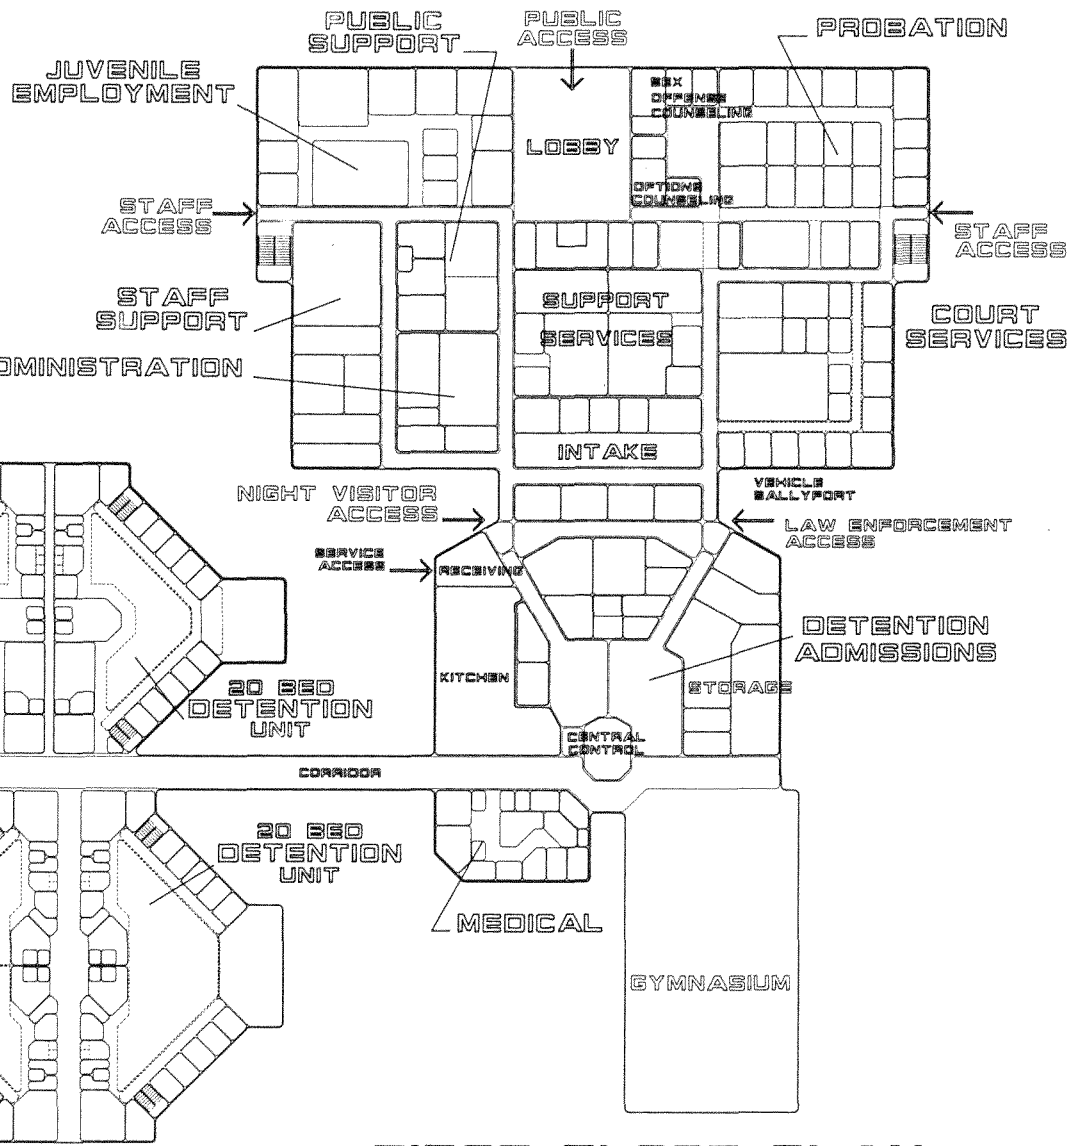 PUBLIC
SUPPORT
PUBLIC
ACCESS
PROBATION
JUVENILE
EMPLOYMENT
SEX
OFFENSE
COUNSELING
LOBBY
OPTIONS
COUNSELING
STAFF
ACCESS
STAFF
ACCESS
STAFF
SUPPORT
SUPPORT
SERVICES
COURT
SERVICES
DMINISTRATION
INTAKE
NIGHT VISITOR
ACCESS
VEHICLE
SALLYPORT
LAW ENFORCEMENT
ACCESS
SERVICE
ACCESS
RECEIVING
DETENTION
ADMISSIONS
KITCHEN
STORAGE
20 BED
DETENTION
UNIT
CENTRAL
CONTROL
CORRIDOR
20 BED
DETENTION
UNIT
MEDICAL
GYMNASIUM